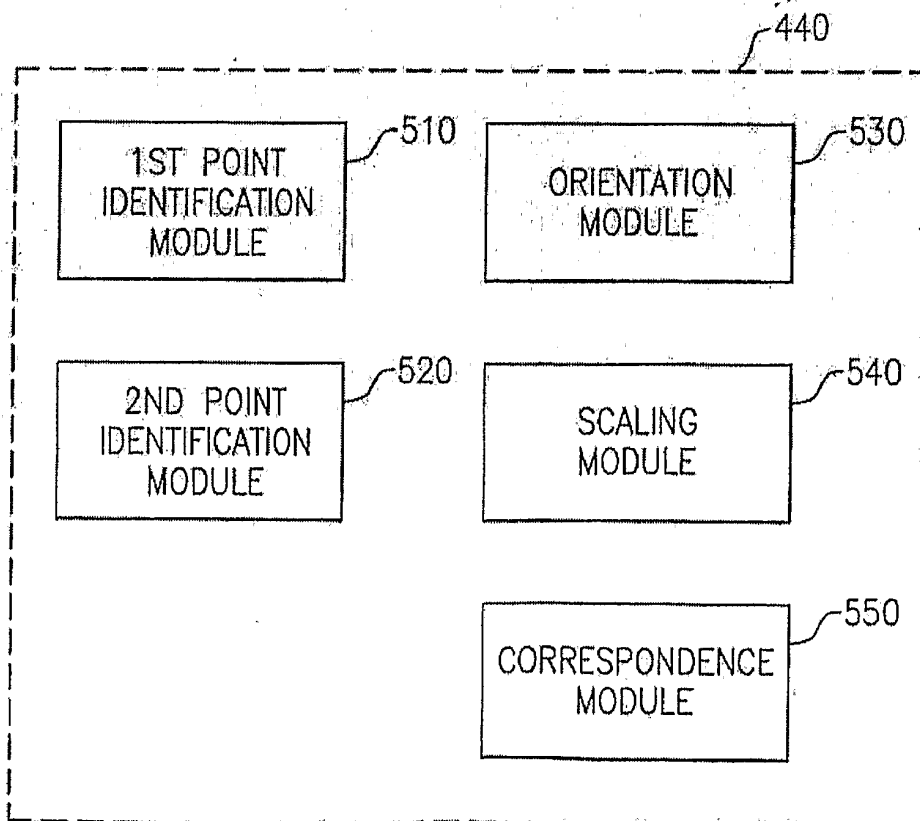 440
1ST POINT
IDENTIFICATION
MODULE
510
ORIENTATION
MODULE
530
2ND POINT
IDENTIFICATION
MODULE
520
SCALING
MODULE
540
CORRESPONDENCE
MODULE
550